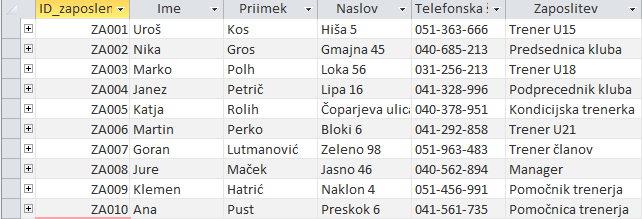 ID_zaposlen Ime Priimek Naslov Telefonska š Zaposlitev
ZA001 Uroš Kos Hiša 5 051-363-666 Trener U15
ZA002 Nika Gros Gmajna 45 040-685-213 Predsednica kluba
ZA003 Marko Polh Loka 56 031-256-213 Trener U18
ZA004 Janez Petrič Lipa 16 041-328-996 Podprecednik kluba
ZA005 Katja Rolih Čoparjeva ulica 040-378-951 Kondicijska trenerka
ZA006 Martin Perko Bloki 6 041-292-858 Trener U21
ZA007 Goran Lutmanović Zeleno 98 051-963-483 Trener članov
ZA008 Jure Maček Jasno 46 040-562-894 Manager
ZA009 Klemen Hatrić Naklon 4 051-456-991 Pomočnik trenerja
ZA010 Ana Pust Preskok 6 041-561-735 Pomočnica trenerja